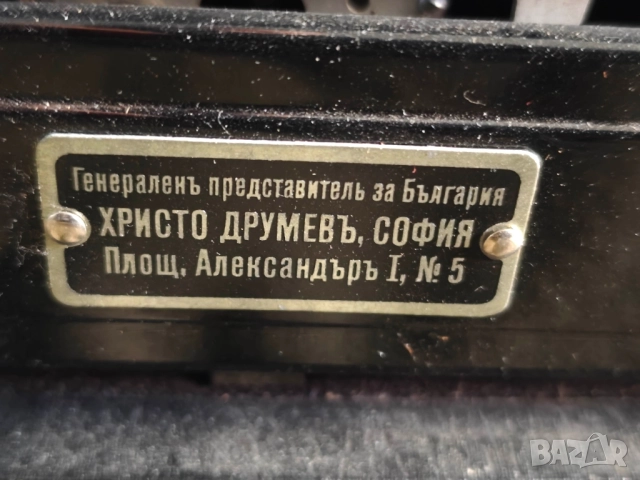 Генераленъ представитель за България
ХРИСТО ДРУМЕВЪ, СОФИЯ
Площ. Александъръ I, № 5
BAZAR